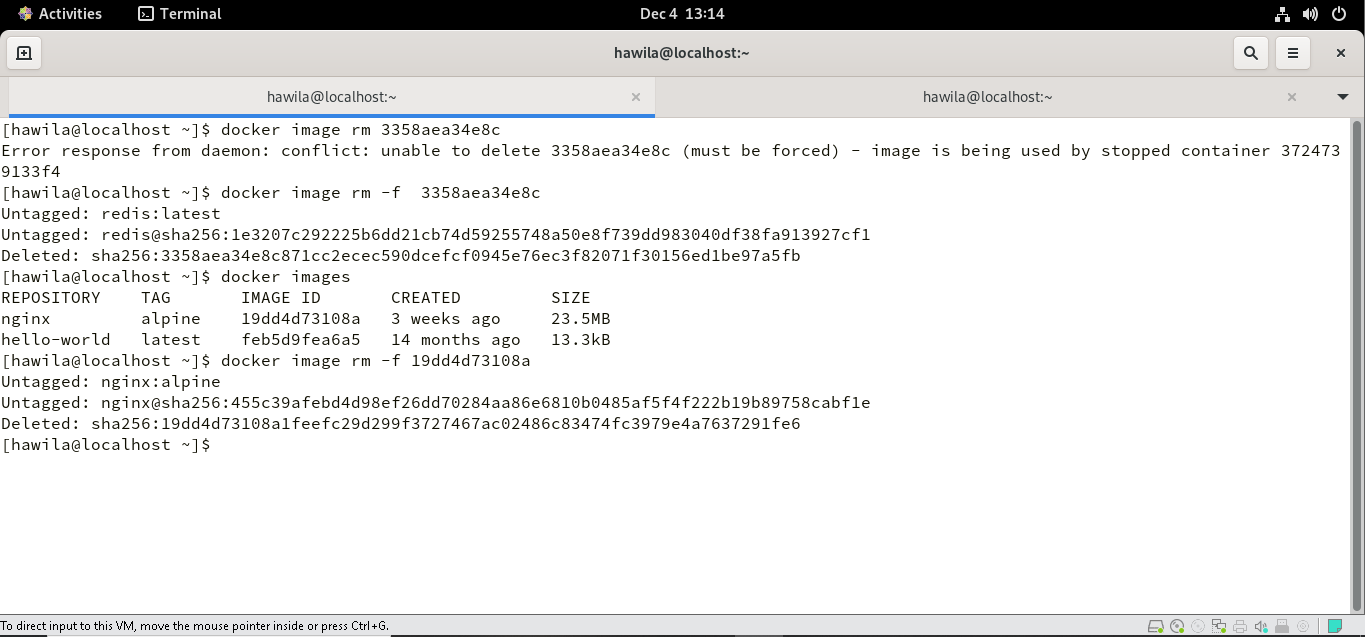 Activities Terminal Dec 4 13:14
hawila@localhost:~
hawila@localhost:~ hawila@localhost:~
[hawila@localhost ~]$ docker image rm 3358aea34e8c
Error response from daemon: conflict: unable to delete 3358aea34e8c (must be forced) - image is being used by stopped container 372473
9133f4
[hawila@localhost ~]$ docker image rm -f  3358aea34e8c
Untagged: redis:latest
Untagged: redis@sha256:1e3207c292225b6dd21cb74d59255748a50e8f739dd983040df38fa913927cf1
Deleted: sha256:3358aea34e8c871cc2ecec590dcefcf0945e76ec3f82071f30156ed1be97a5fb
[hawila@localhost ~]$ docker images
REPOSITORY    TAG       IMAGE ID       CREATED         SIZE
nginx         alpine    19dd4d73108a   3 weeks ago     23.5MB
hello-world   latest    feb5d9fea6a5   14 months ago   13.3kB
[hawila@localhost ~]$ docker image rm -f 19dd4d73108a
Untagged: nginx:alpine
Untagged: nginx@sha256:455c39afebd4d98ef26dd70284aa86e6810b0485af5f4f222b19b89758cabf1e
Deleted: sha256:19dd4d73108a1feefc29d299f3727467ac02486c83474fc3979e4a7637291fe6
[hawila@localhost ~]$
To direct input to this VM, move the mouse pointer inside or press Ctrl+G.